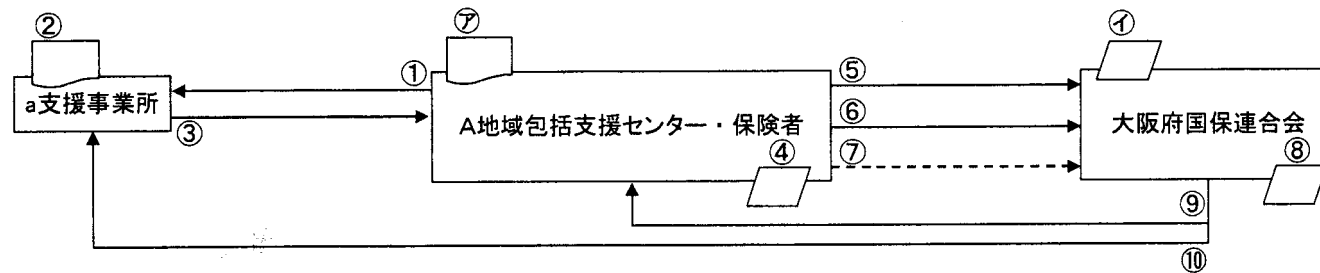 ② ㋐ ㋑
① ⑤
a支援事業所 A地域包括支援センター・保険者 大阪府国保連合会
③ ⑥
④ ⑦ ⑧
⑨
⑩